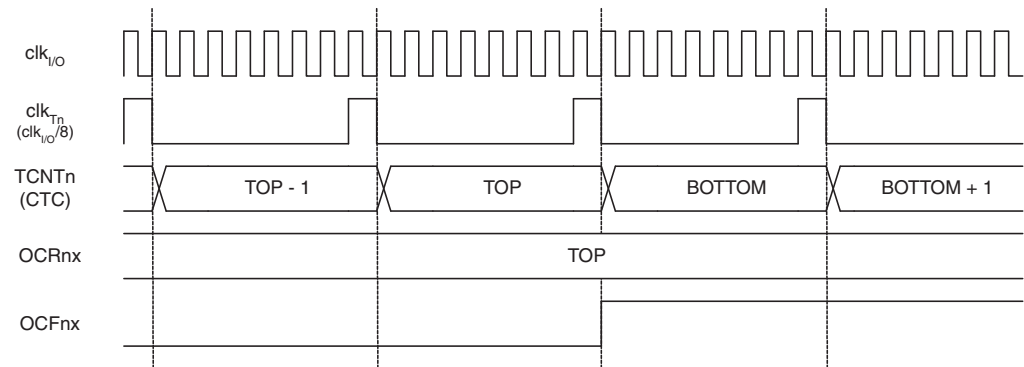 clkI/O
clkTn
(clkI/O/8)
TCNTn
(CTC)
TOP - 1 TOP BOTTOM BOTTOM + 1
OCRnx TOP
OCFnx